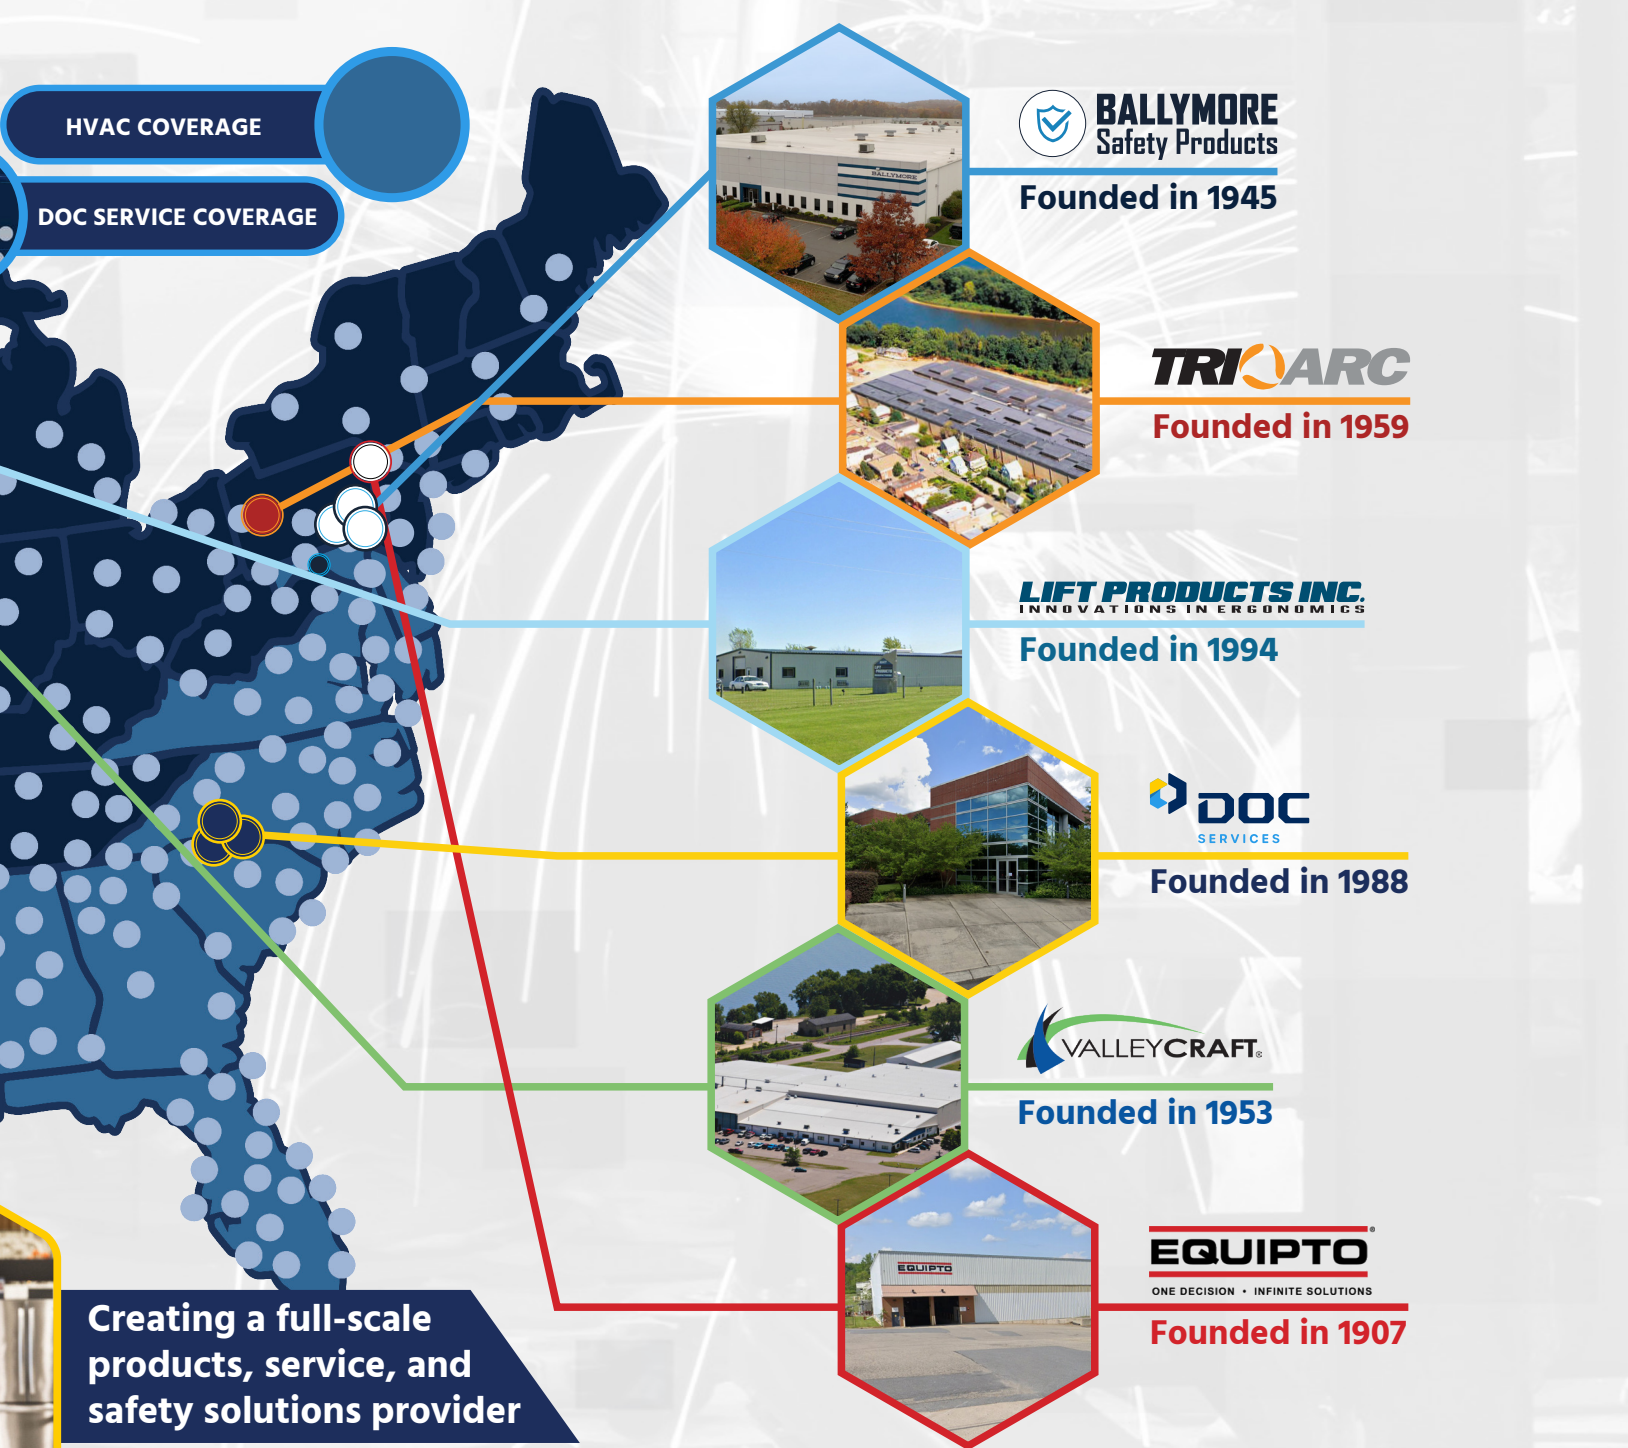 HVAC COVERAGE
DOC SERVICE COVERAGE
BALLYMORE
BALLYMORE
Safety Products
Founded in 1945
TRI ARC
Founded in 1959
LIFT PRODUCTS INC.
INNOVATIONS IN ERGONOMICS
Founded in 1994
DOC
SERVICES
Founded in 1988
VALLEYCRAFT®
Founded in 1953
EQUIPTO
EQUIPTO®
ONE DECISION • INFINITE SOLUTIONS
Founded in 1907
Creating a full-scale
products, service, and
safety solutions provider